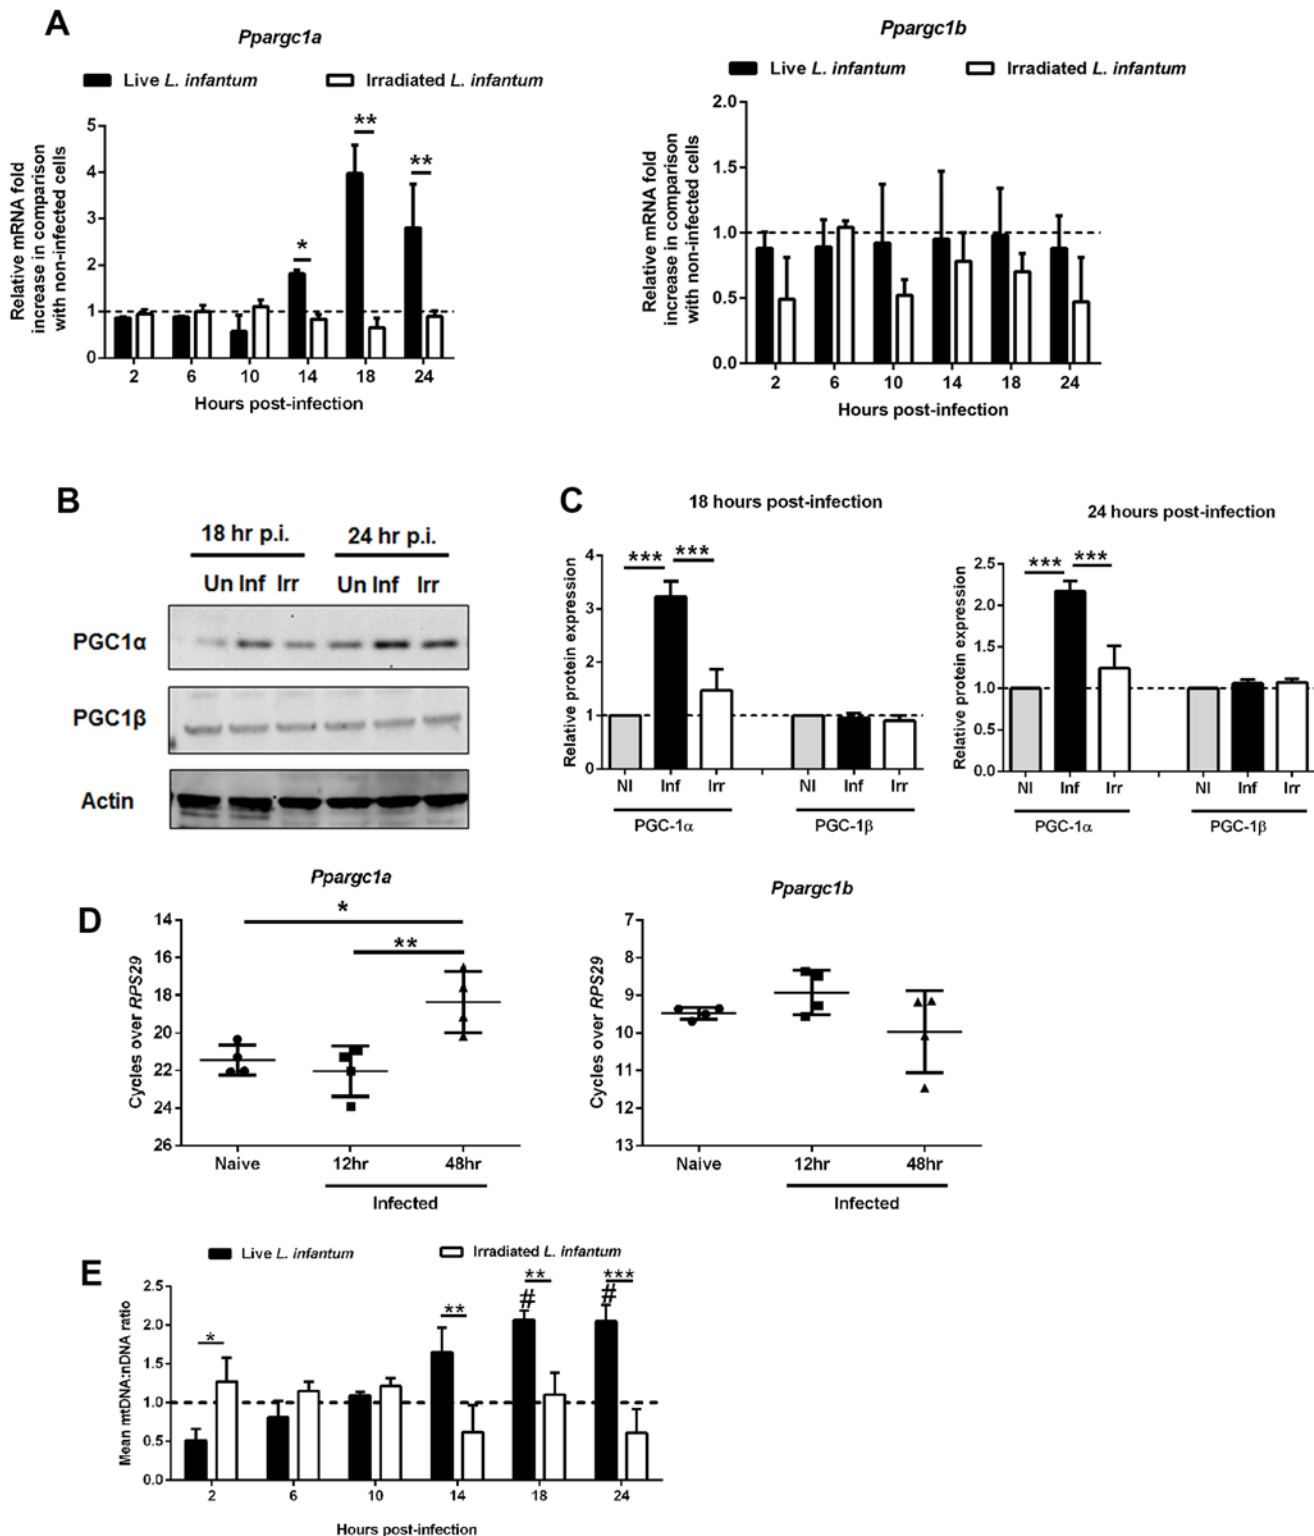 A
Ppargc1a
Live L. infantum
Irradiated L. infantum
Relative mRNA fold
increase in comparison
with non-infected cells
5
4
3
2
1
0
*
**
**
2 6 10 14 18 24
Hours post-infection
Ppargc1b
Live L. infantum
Irradiated L. infantum
Relative mRNA fold
increase in comparison
with non-infected cells
2.0
1.5
1.0
0.5
0.0
2 6 10 14 18 24
Hours post-infection
B
18 hr p.i. 24 hr p.i.
Un Inf Irr Un Inf Irr
PGC1α
PGC1β
Actin
C
18 hours post-infection
Relative protein expression
4
3
2
1
0
*** ***
NI Inf Irr NI Inf Irr
PGC-1α PGC-1β
24 hours post-infection
Relative protein expression
2.5
2.0
1.5
1.0
0.5
0.0
*** ***
NI Inf Irr NI Inf Irr
PGC-1α PGC-1β
D
Ppargc1a
Cycles over RPS29
14
16
18
20
22
24
26
*
**
Naive 12hr 48hr
Infected
Ppargc1b
Cycles over RPS29
7
8
9
10
11
12
13
Naive 12hr 48hr
Infected
E
Live L. infantum
Irradiated L. infantum
Mean mtDNA:nDNA ratio
2.5
2.0
1.5
1.0
0.5
0.0
*
**
**
#
***
#
2 6 10 14 18 24
Hours post-infection